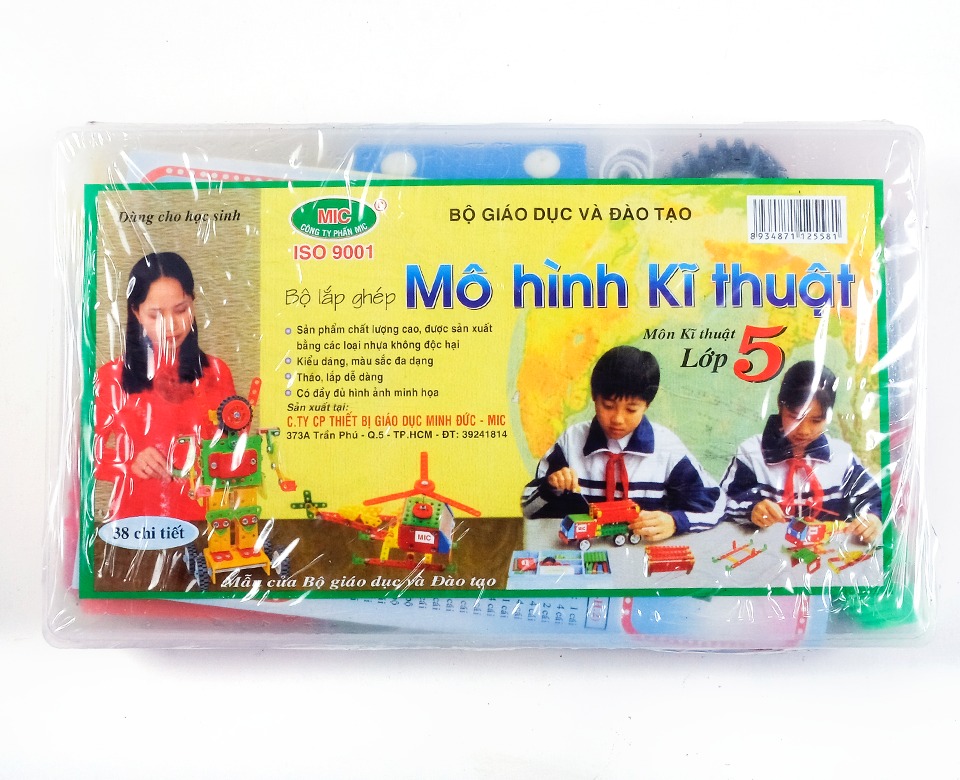 Dùng cho học sinh
MIC
CÔNG TY PHẤN MIC
ISO 9001
BỘ GIÁO DỤC VÀ ĐÀO TẠO
8934871125581
Bộ lắp ghép Mô hình Kĩ thuật
Môn Kĩ thuật
Lớp 5
Sản phẩm chất lượng cao, được sản xuất
bằng các loại nhựa không độc hại
Kiểu dáng, màu sắc đa dạng
Tháo, lắp dễ dàng
Có đầy đủ hình ảnh minh họa
Sản xuất tại:
C.TY CP THIẾT BỊ GIÁO DỤC MINH ĐỨC - MIC
373A Trần Phú - Q.5 - TP.HCM - ĐT: 39241814
MIC
38 chi tiết
Mẫu của Bộ giáo dục và Đào tạo